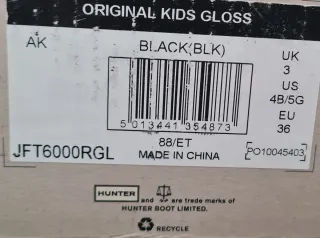 ORIGINAL KIDS GLOSS
AK
BLACK(BLK)
UK
3
US
4B/5G
EU
36
5 013441 354873
88/ET
MADE IN CHINA
JFT6000RGL
PO10045403
HUNTER and are trade marks of
HUNTER BOOT LIMITED.
RECYCLE